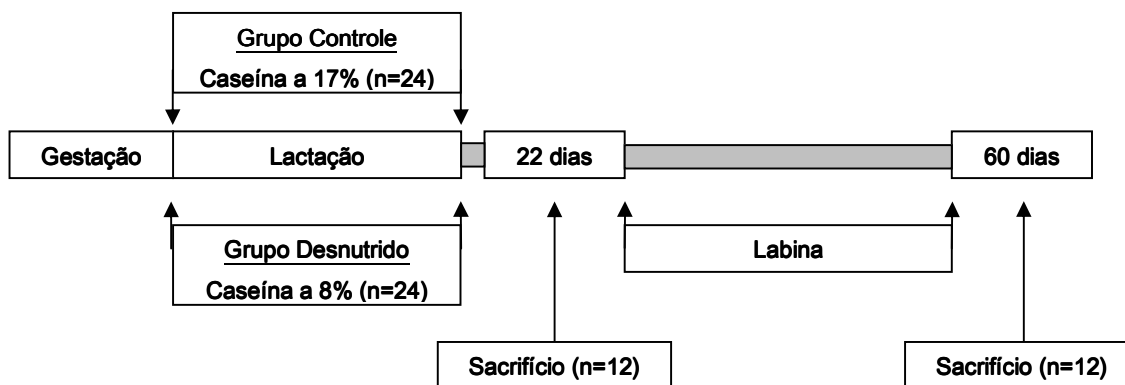 Grupo Controle
Caseína a 17% (n=24)
Gestação
Lactação
22 dias
60 dias
Grupo Desnutrido
Caseína a 8% (n=24)
Labina
Sacrifício (n=12)
Sacrifício (n=12)